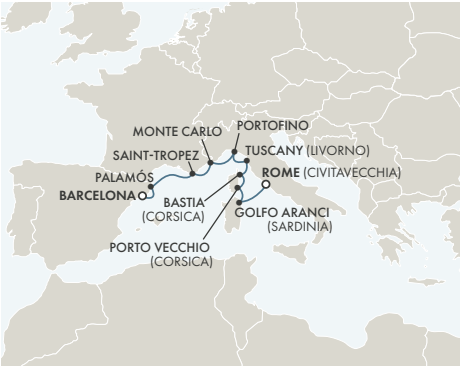 PORTOFINO
MONTE CARLO
TUSCANY (LIVORNO)
SAINT-TROPEZ
ROME (CIVITAVECCHIA)
PALAMÓS
BARCELONA
BASTIA
(CORSICA)
GOLFO ARANCI
(SARDINIA)
PORTO VECCHIO
(CORSICA)